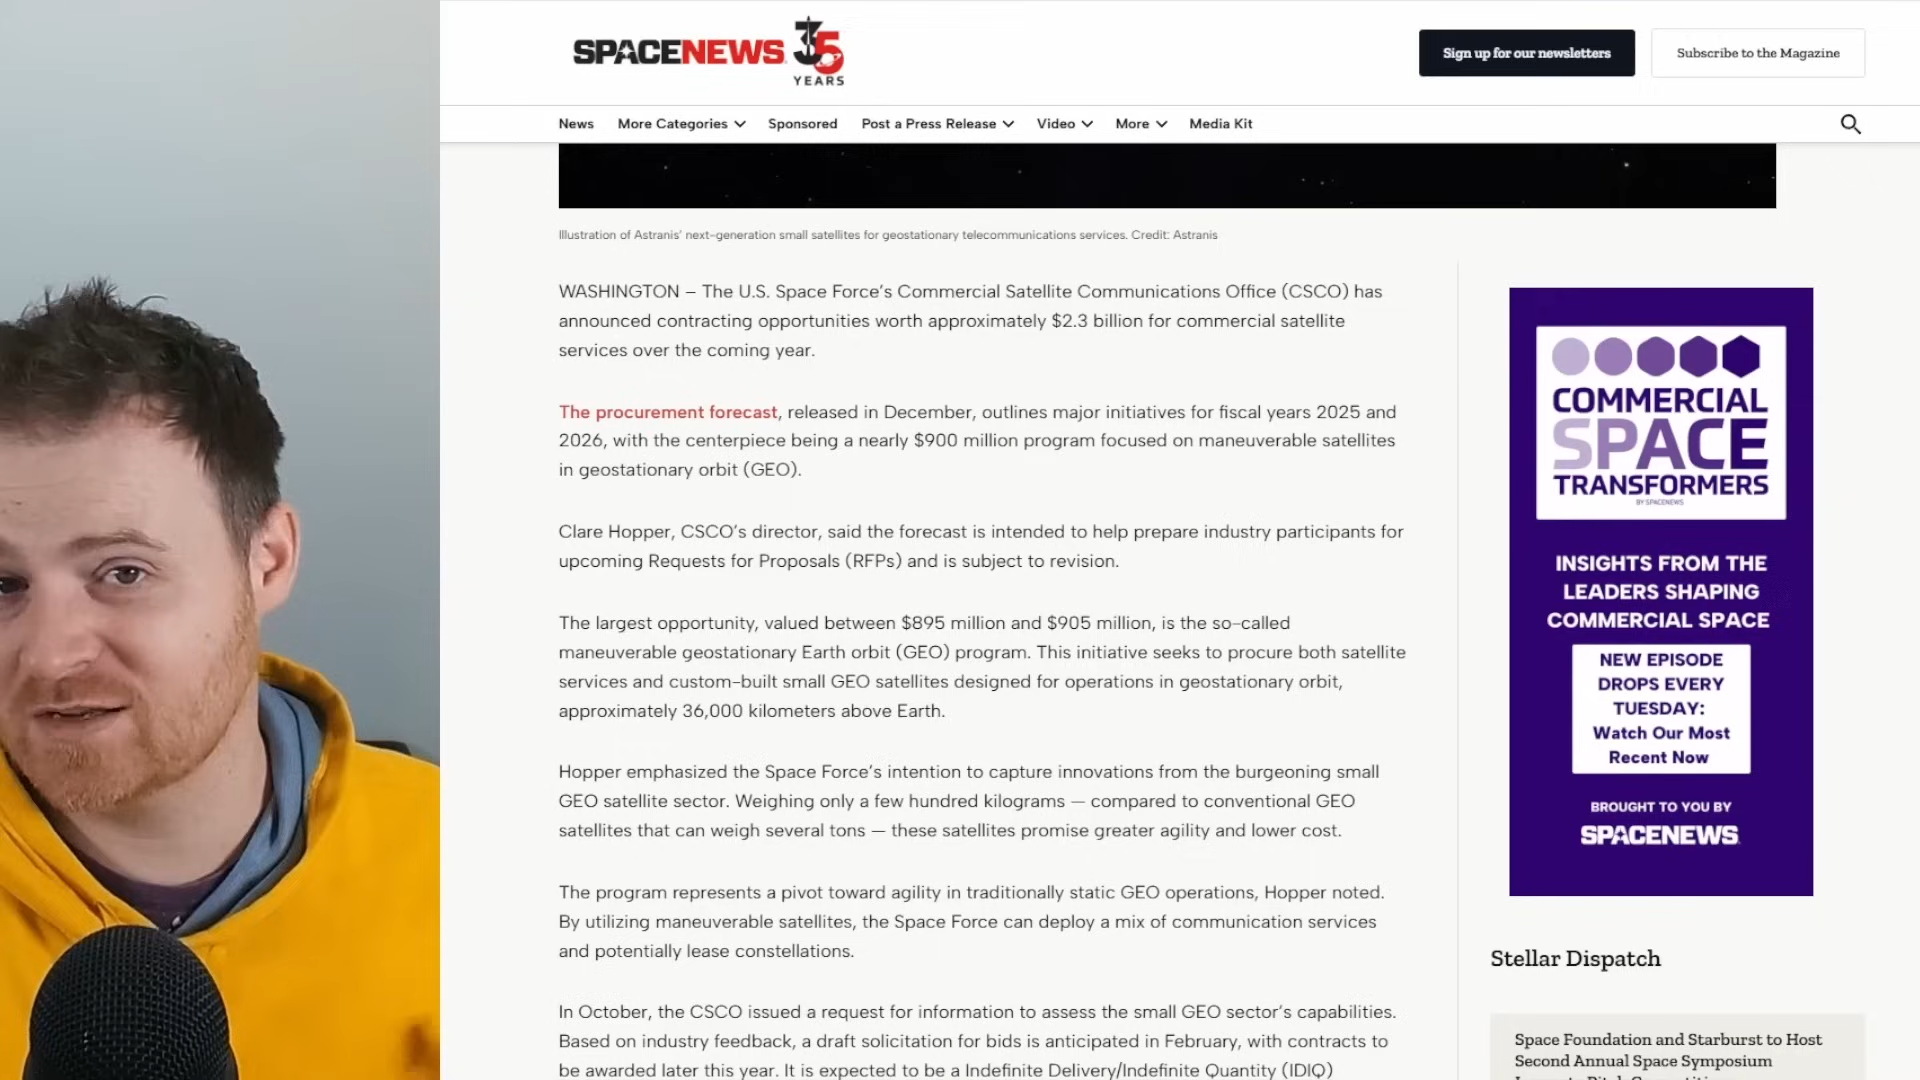 SPACENEWS 35
YEARS
Sign up for our newsletters
Subscribe to the Magazine
News
More Categories
Sponsored
Post a Press Release
Video
More
Media Kit
Illustration of Astranis' next-generation small satellites for geostationary telecommunications services. Credit: Astranis
WASHINGTON – The U.S. Space Force's Commercial Satellite Communications Office (CSCO) has
announced contracting opportunities worth approximately $2.3 billion for commercial satellite
services over the coming year.
The procurement forecast, released in December, outlines major initiatives for fiscal years 2025 and
2026, with the centerpiece being a nearly $900 million program focused on maneuverable satellites
in geostationary orbit (GEO).
Clare Hopper, CSCO's director, said the forecast is intended to help prepare industry participants for
upcoming Requests for Proposals (RFPs) and is subject to revision.
The largest opportunity, valued between $895 million and $905 million, is the so-called
maneuverable geostationary Earth orbit (GEO) program. This initiative seeks to procure both satellite
services and custom-built small GEO satellites designed for operations in geostationary orbit,
approximately 36,000 kilometers above Earth.
Hopper emphasized the Space Force's intention to capture innovations from the burgeoning small
GEO satellite sector. Weighing only a few hundred kilograms — compared to conventional GEO
satellites that can weigh several tons — these satellites promise greater agility and lower cost.
The program represents a pivot toward agility in traditionally static GEO operations, Hopper noted.
By utilizing maneuverable satellites, the Space Force can deploy a mix of communication services
and potentially lease constellations.
In October, the CSCO issued a request for information to assess the small GEO sector's capabilities.
Based on industry feedback, a draft solicitation for bids is anticipated in February, with contracts to
be awarded later this year. It is expected to be a Indefinite Delivery/Indefinite Quantity (IDIQ)
COMMERCIAL
SPACE
TRANSFORMERS
BY SPACENEWS
INSIGHTS FROM THE
LEADERS SHAPING
COMMERCIAL SPACE
NEW EPISODE
DROPS EVERY
TUESDAY:
Watch Our Most
Recent Now
BROUGHT TO YOU BY
SPACENEWS
Stellar Dispatch
Space Foundation and Starburst to Host
Second Annual Space Symposium